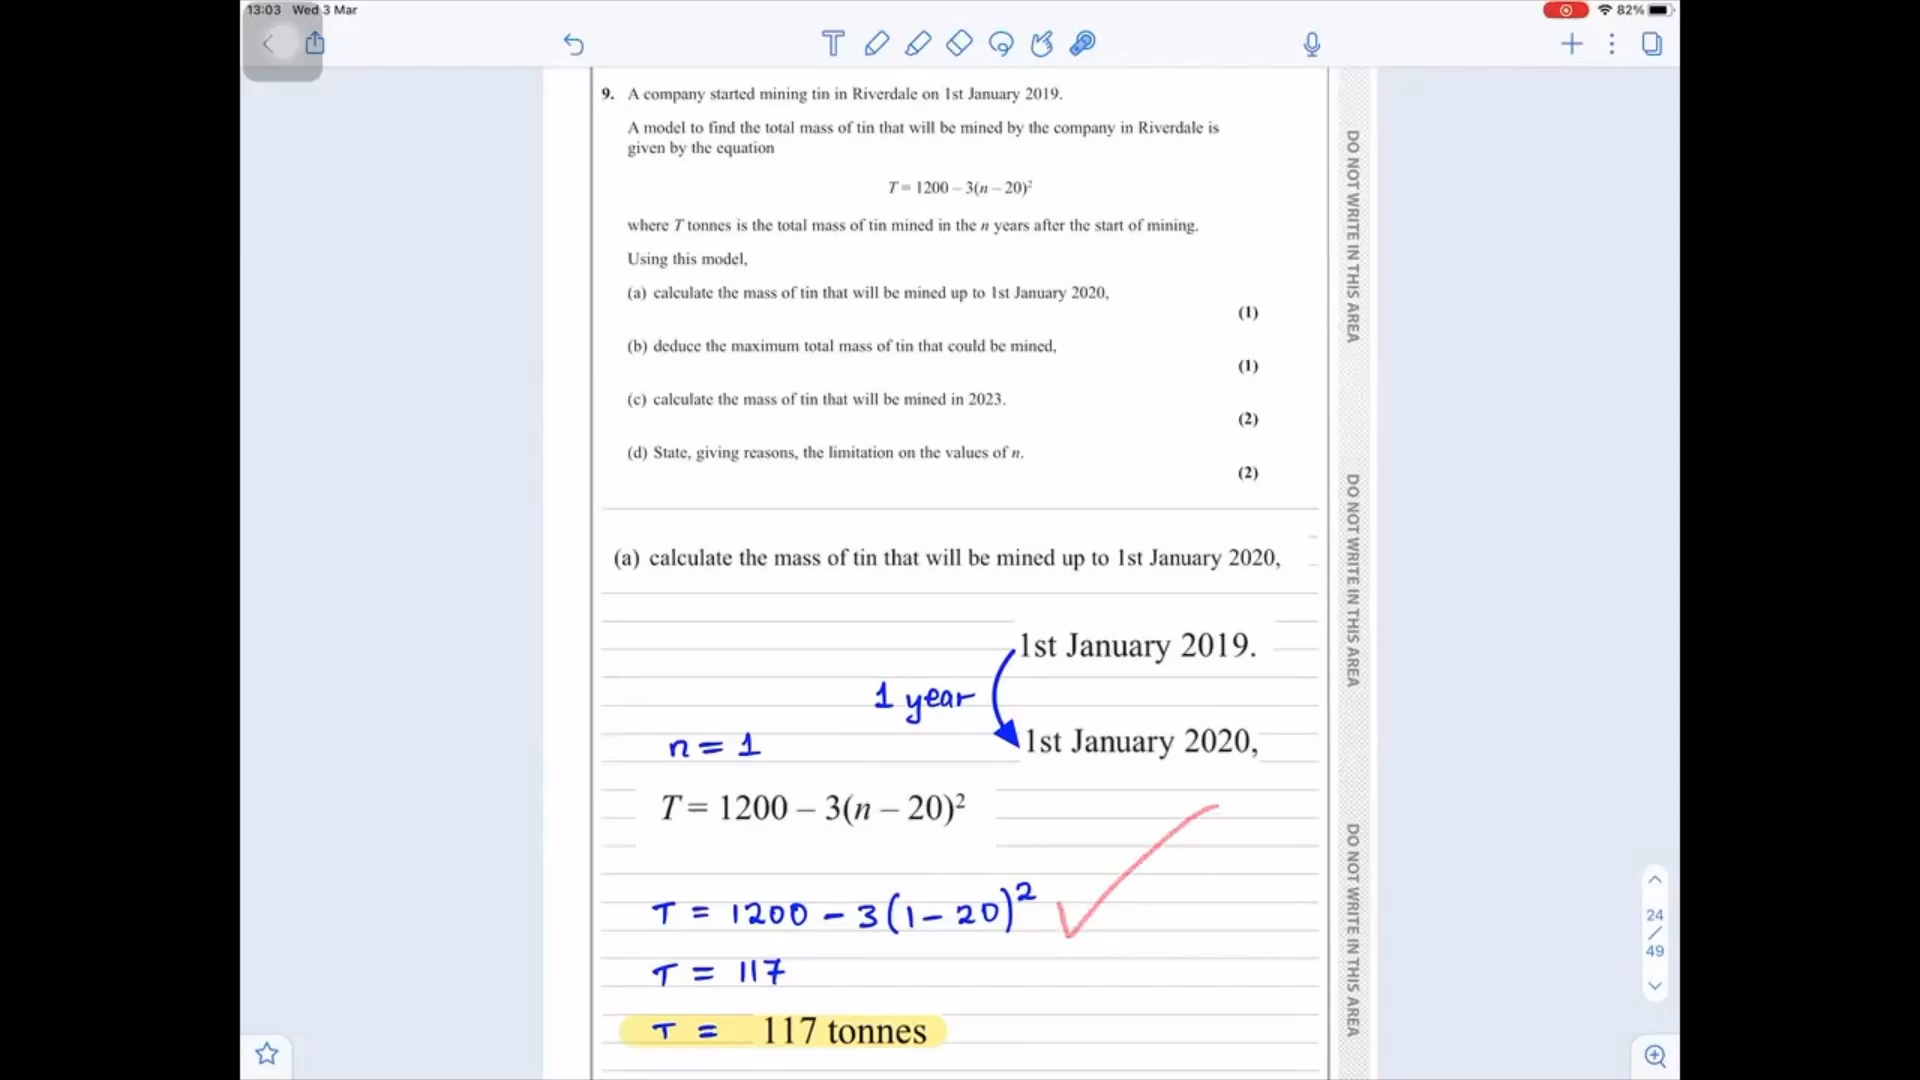 13:03 Wed 3 Mar
82%
9. A company started mining tin in Riverdale on 1st January 2019.
A model to find the total mass of tin that will be mined by the company in Riverdale is
given by the equation
T = 1200 – 3(n – 20)²
where T tonnes is the total mass of tin mined in the n years after the start of mining.
Using this model,
(a) calculate the mass of tin that will be mined up to 1st January 2020,
(1)
(b) deduce the maximum total mass of tin that could be mined,
(1)
(c) calculate the mass of tin that will be mined in 2023.
(2)
(d) State, giving reasons, the limitation on the values of n.
(2)
(a) calculate the mass of tin that will be mined up to 1st January 2020,
1st January 2019.
1 year
n = 1
1st January 2020,
T = 1200 – 3(n – 20)²
T = 1200 – 3(1 – 20)²
T = 117
T = 117 tonnes
DO NOT WRITE IN THIS AREA
DO NOT WRITE IN THIS AREA
DO NOT WRITE IN THIS AREA
24
/
49